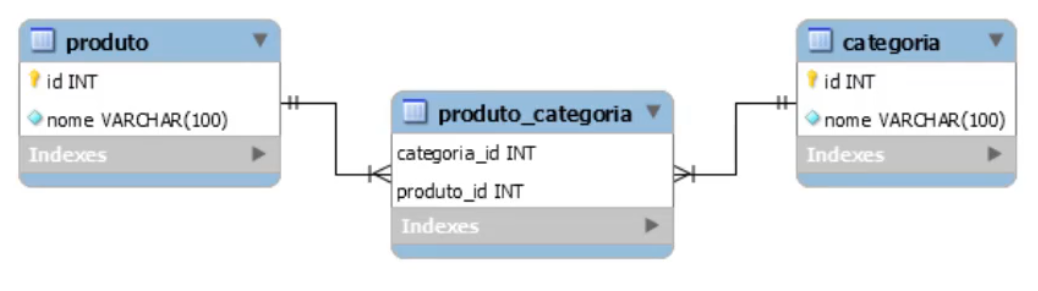 produto
id INT
nome VARCHAR(100)
Indexes
produto_categoria
categoria_id INT
produto_id INT
Indexes
categoria
id INT
nome VARCHAR(100)
Indexes